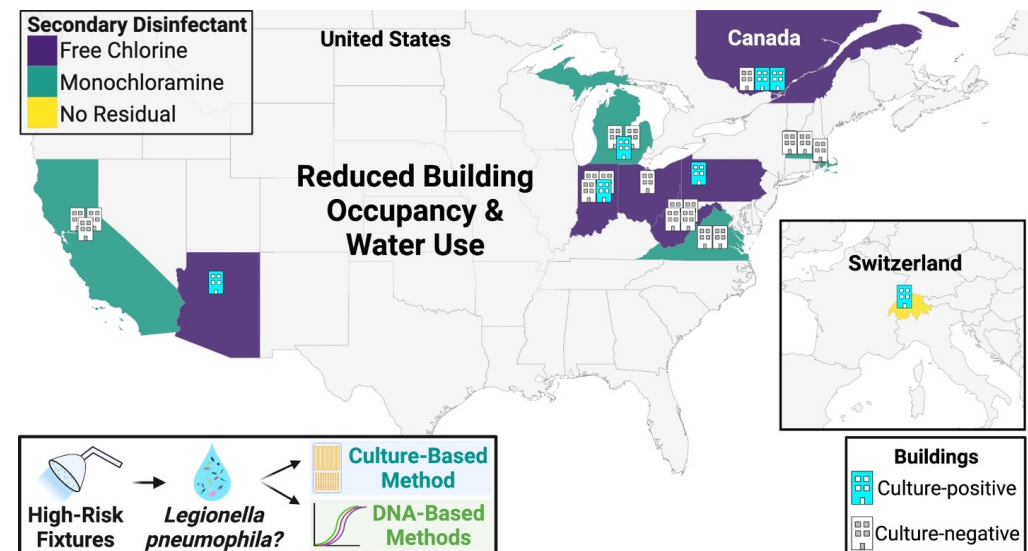 Secondary Disinfectant
Free Chlorine
Monochloramine
No Residual
United States
Canada
Reduced Building
Occupancy &
Water Use
Switzerland
High-Risk
Fixtures
Legionella
pneumophila?
Culture-Based
Method
DNA-Based
Methods
Buildings
Culture-positive
Culture-negative